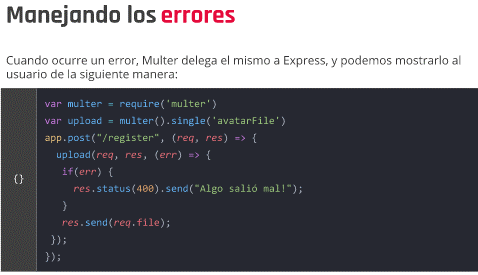 Manejando los errores
Cuando ocurre un error, Multer delega el mismo a Express, y podemos mostrarlo al
usuario de la siguiente manera:
{}
var multer = require('multer')
var upload = multer().single('avatarFile')
app.post("/register", (req, res) => {
upload(req, res, (err) => {
if(err) {
res.status(400).send("Algo salió mal!");
}
res.send(req.file);
});
});